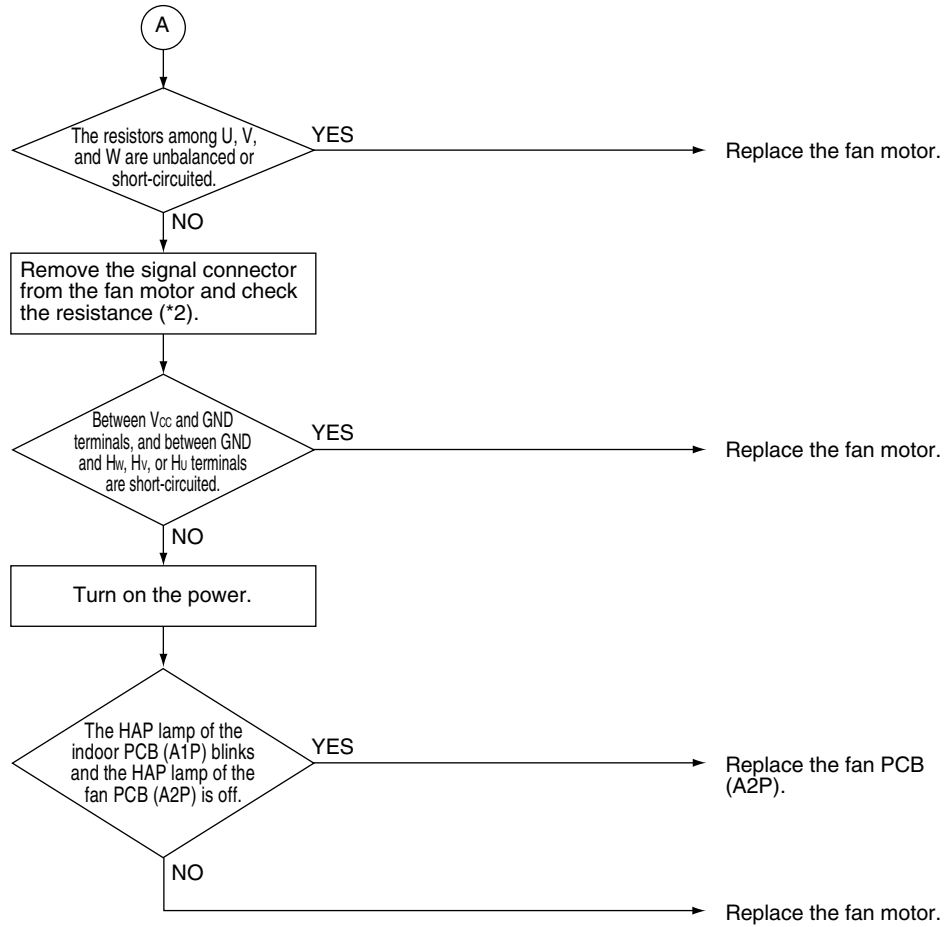 A
The resistors among U, V,
and W are unbalanced or
short-circuited.
YES
Replace the fan motor.
NO
Remove the signal connector
from the fan motor and check
the resistance (*2).
Between Vcc and GND
terminals, and between GND
and Hw, Hv, or Hu terminals
are short-circuited.
YES
Replace the fan motor.
NO
Turn on the power.
The HAP lamp of the
indoor PCB (A1P) blinks
and the HAP lamp of the
fan PCB (A2P) is off.
YES
Replace the fan PCB
(A2P).
NO
Replace the fan motor.